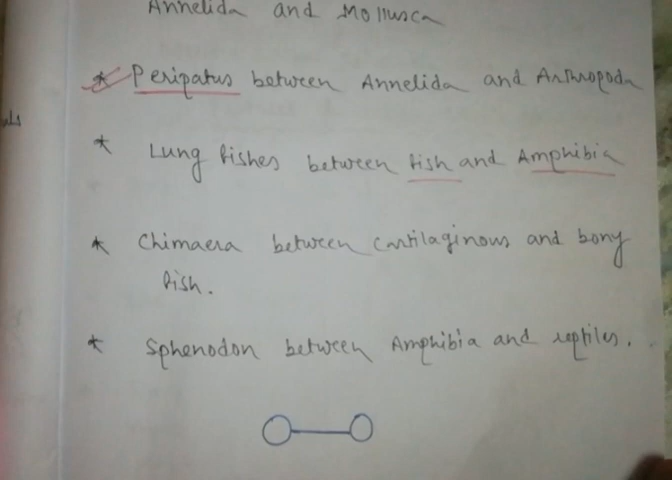 Annelida and Mollusca
* Peripatus between Annelida and Arthropoda
* Lung fishes between fish and Amphibia
* Chimaera between cartilaginous and bony
fish.
* Sphenodon between Amphibia and reptiles.